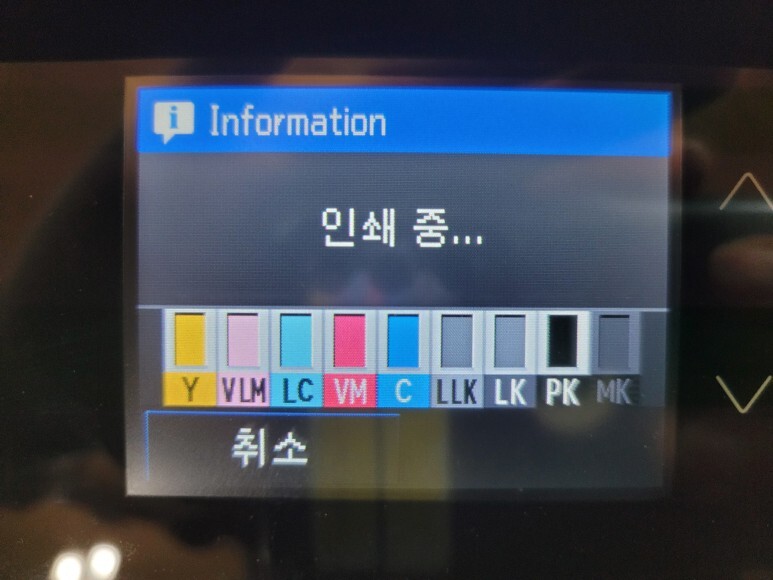 i Information
인쇄 중...
Y VLM LC VM C LLK LK PK MK
취소